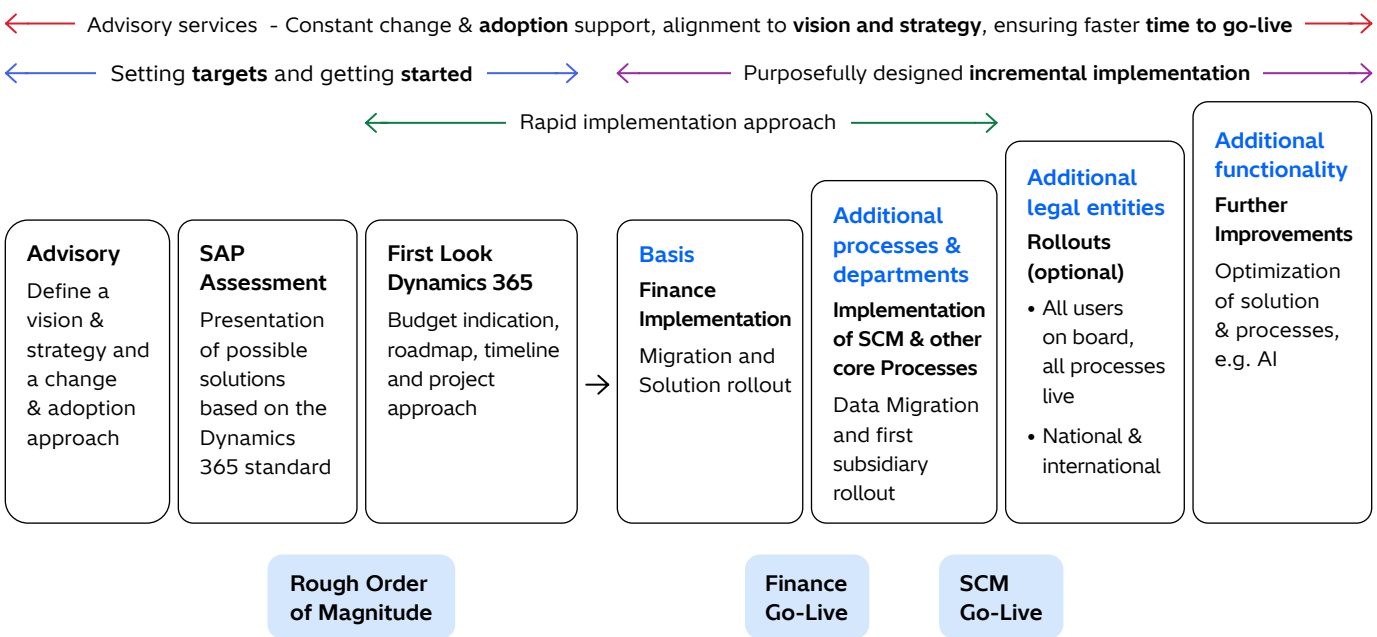 Advisory services - Constant change & adoption support, alignment to vision and strategy, ensuring faster time to go-live
Setting targets and getting started
Purposefully designed incremental implementation
Rapid implementation approach
Advisory
Define a
vision &
strategy and
a change
& adoption
approach
SAP
Assessment
Presentation
of possible
solutions
based on the
Dynamics
365 standard
First Look
Dynamics 365
Budget indication,
roadmap, timeline
and project
approach
Basis
Finance
Implementation
Migration and
Solution rollout
Additional
processes &
departments
Implementation
of SCM & other
core Processes
Data Migration
and first
subsidiary
rollout
Additional
legal entities
Rollouts
(optional)
• All users
on board,
all processes
live
• National &
international
Additional
functionality
Further
Improvements
Optimization
of solution
& processes,
e.g. AI
Rough Order
of Magnitude
Finance
Go-Live
SCM
Go-Live